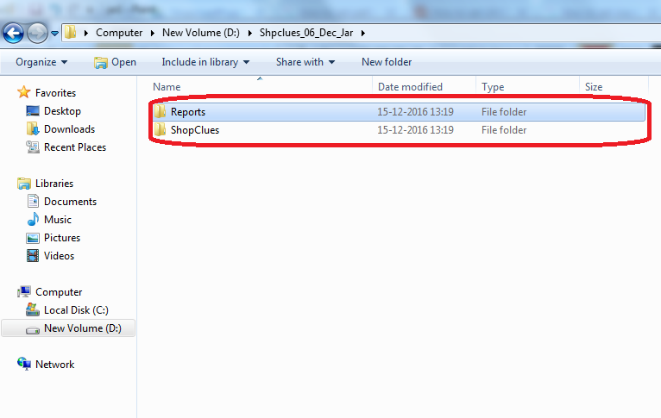 Computer New Volume (D:) Shpclues_06_Dec_Jar
Organize Open Include in library Share with New folder
Name Date modified Type Size
Favorites
Desktop
Downloads
Recent Places
Libraries
Documents
Music
Pictures
Videos
Computer
Local Disk (C:)
New Volume (D:)
Network
Reports 15-12-2016 13:19 File folder
ShopClues 15-12-2016 13:19 File folder